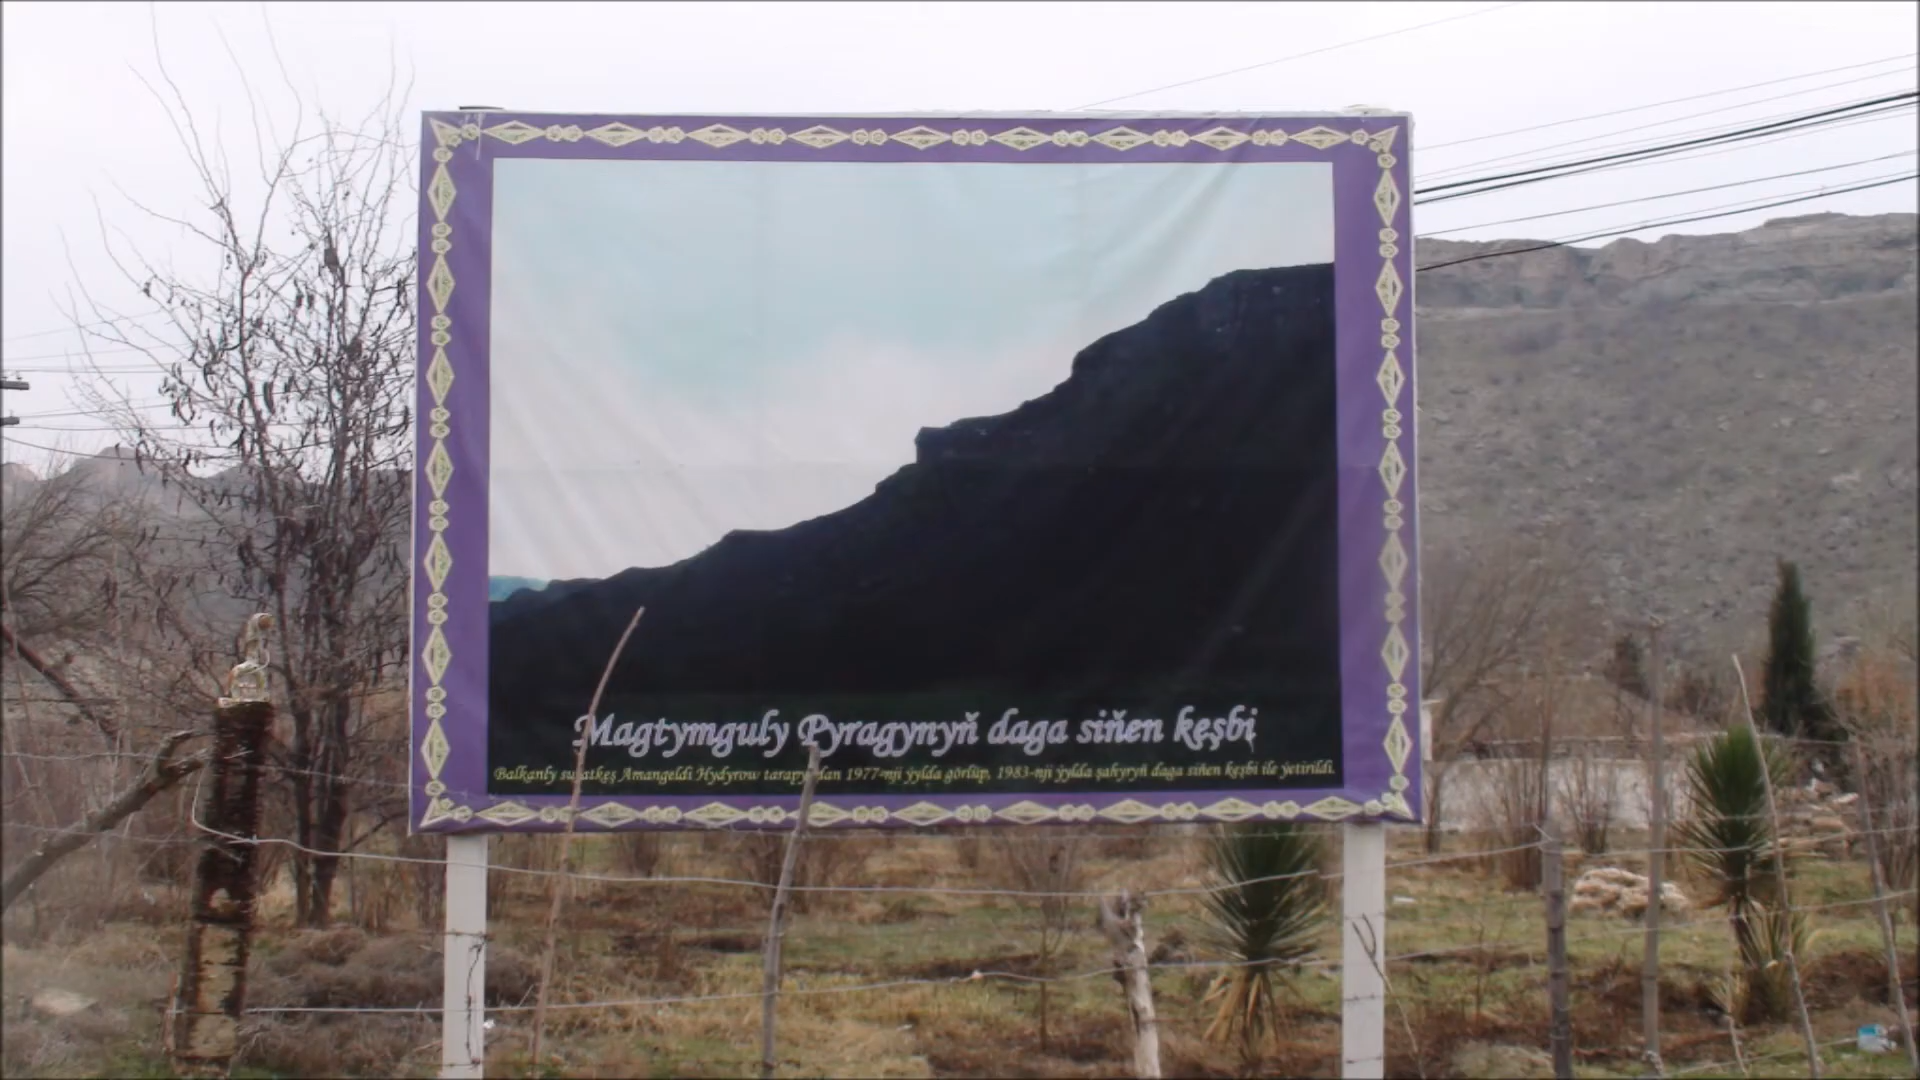 Magtymguly Pyragynyň daga siňen keşbi
Balkanly suratkeş Amangeldi Hydyrow tarapyndan 1977-nji ýylda görlüp, 1983-nji ýylda şahyryň daga siňen keşbi ile ýetirildi.